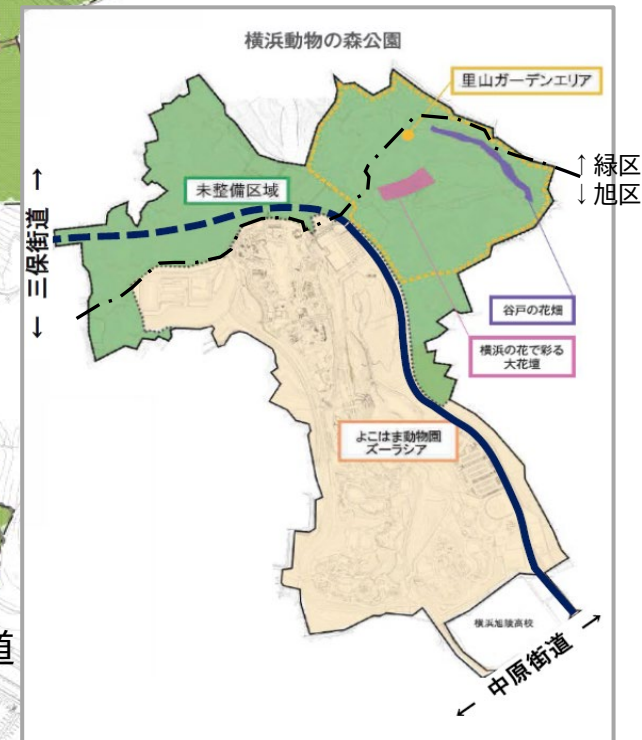 横浜動物の森公園
里山ガーデンエリア
↑ 緑区
↓ 旭区
未整備区域
← 三保街道 →
谷戸の花畑
横浜の花で彩る
大花壇
よこはま動物園
ズーラシア
横浜旭陵高校
← 中原街道 →
道